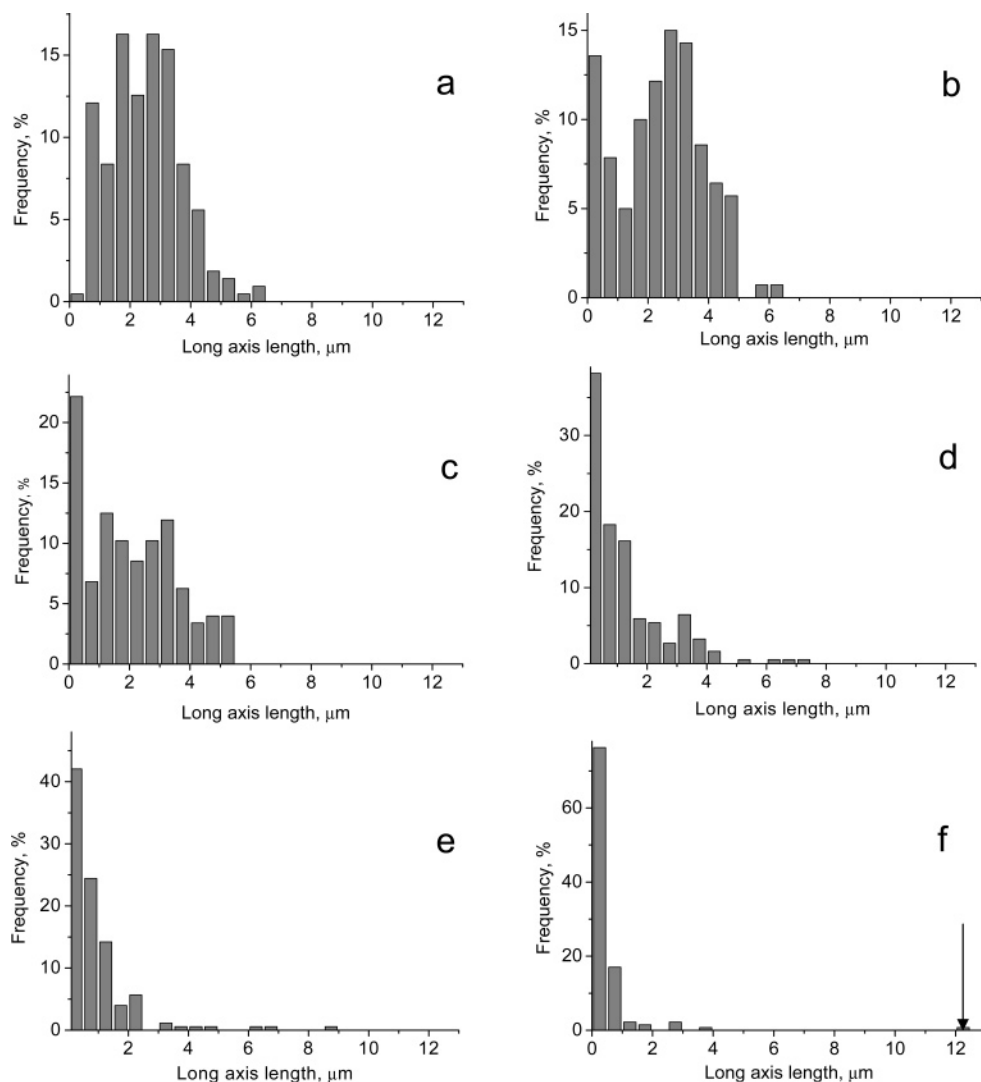 a
Frequency, %
15
10
5
0
0 2 4 6 8 10 12
Long axis length, μm
b
Frequency, %
15
10
5
0
0 2 4 6 8 10 12
Long axis length, μm
c
Frequency, %
20
15
10
5
0
0 2 4 6 8 10 12
Long axis length, μm
d
Frequency, %
30
20
10
0
2 4 6 8 10 12
Long axis length, μm
e
Frequency, %
40
30
20
10
0
2 4 6 8 10 12
Long axis length, μm
f
Frequency, %
60
40
20
0
0 2 4 6 8 10 12
Long axis length, μm